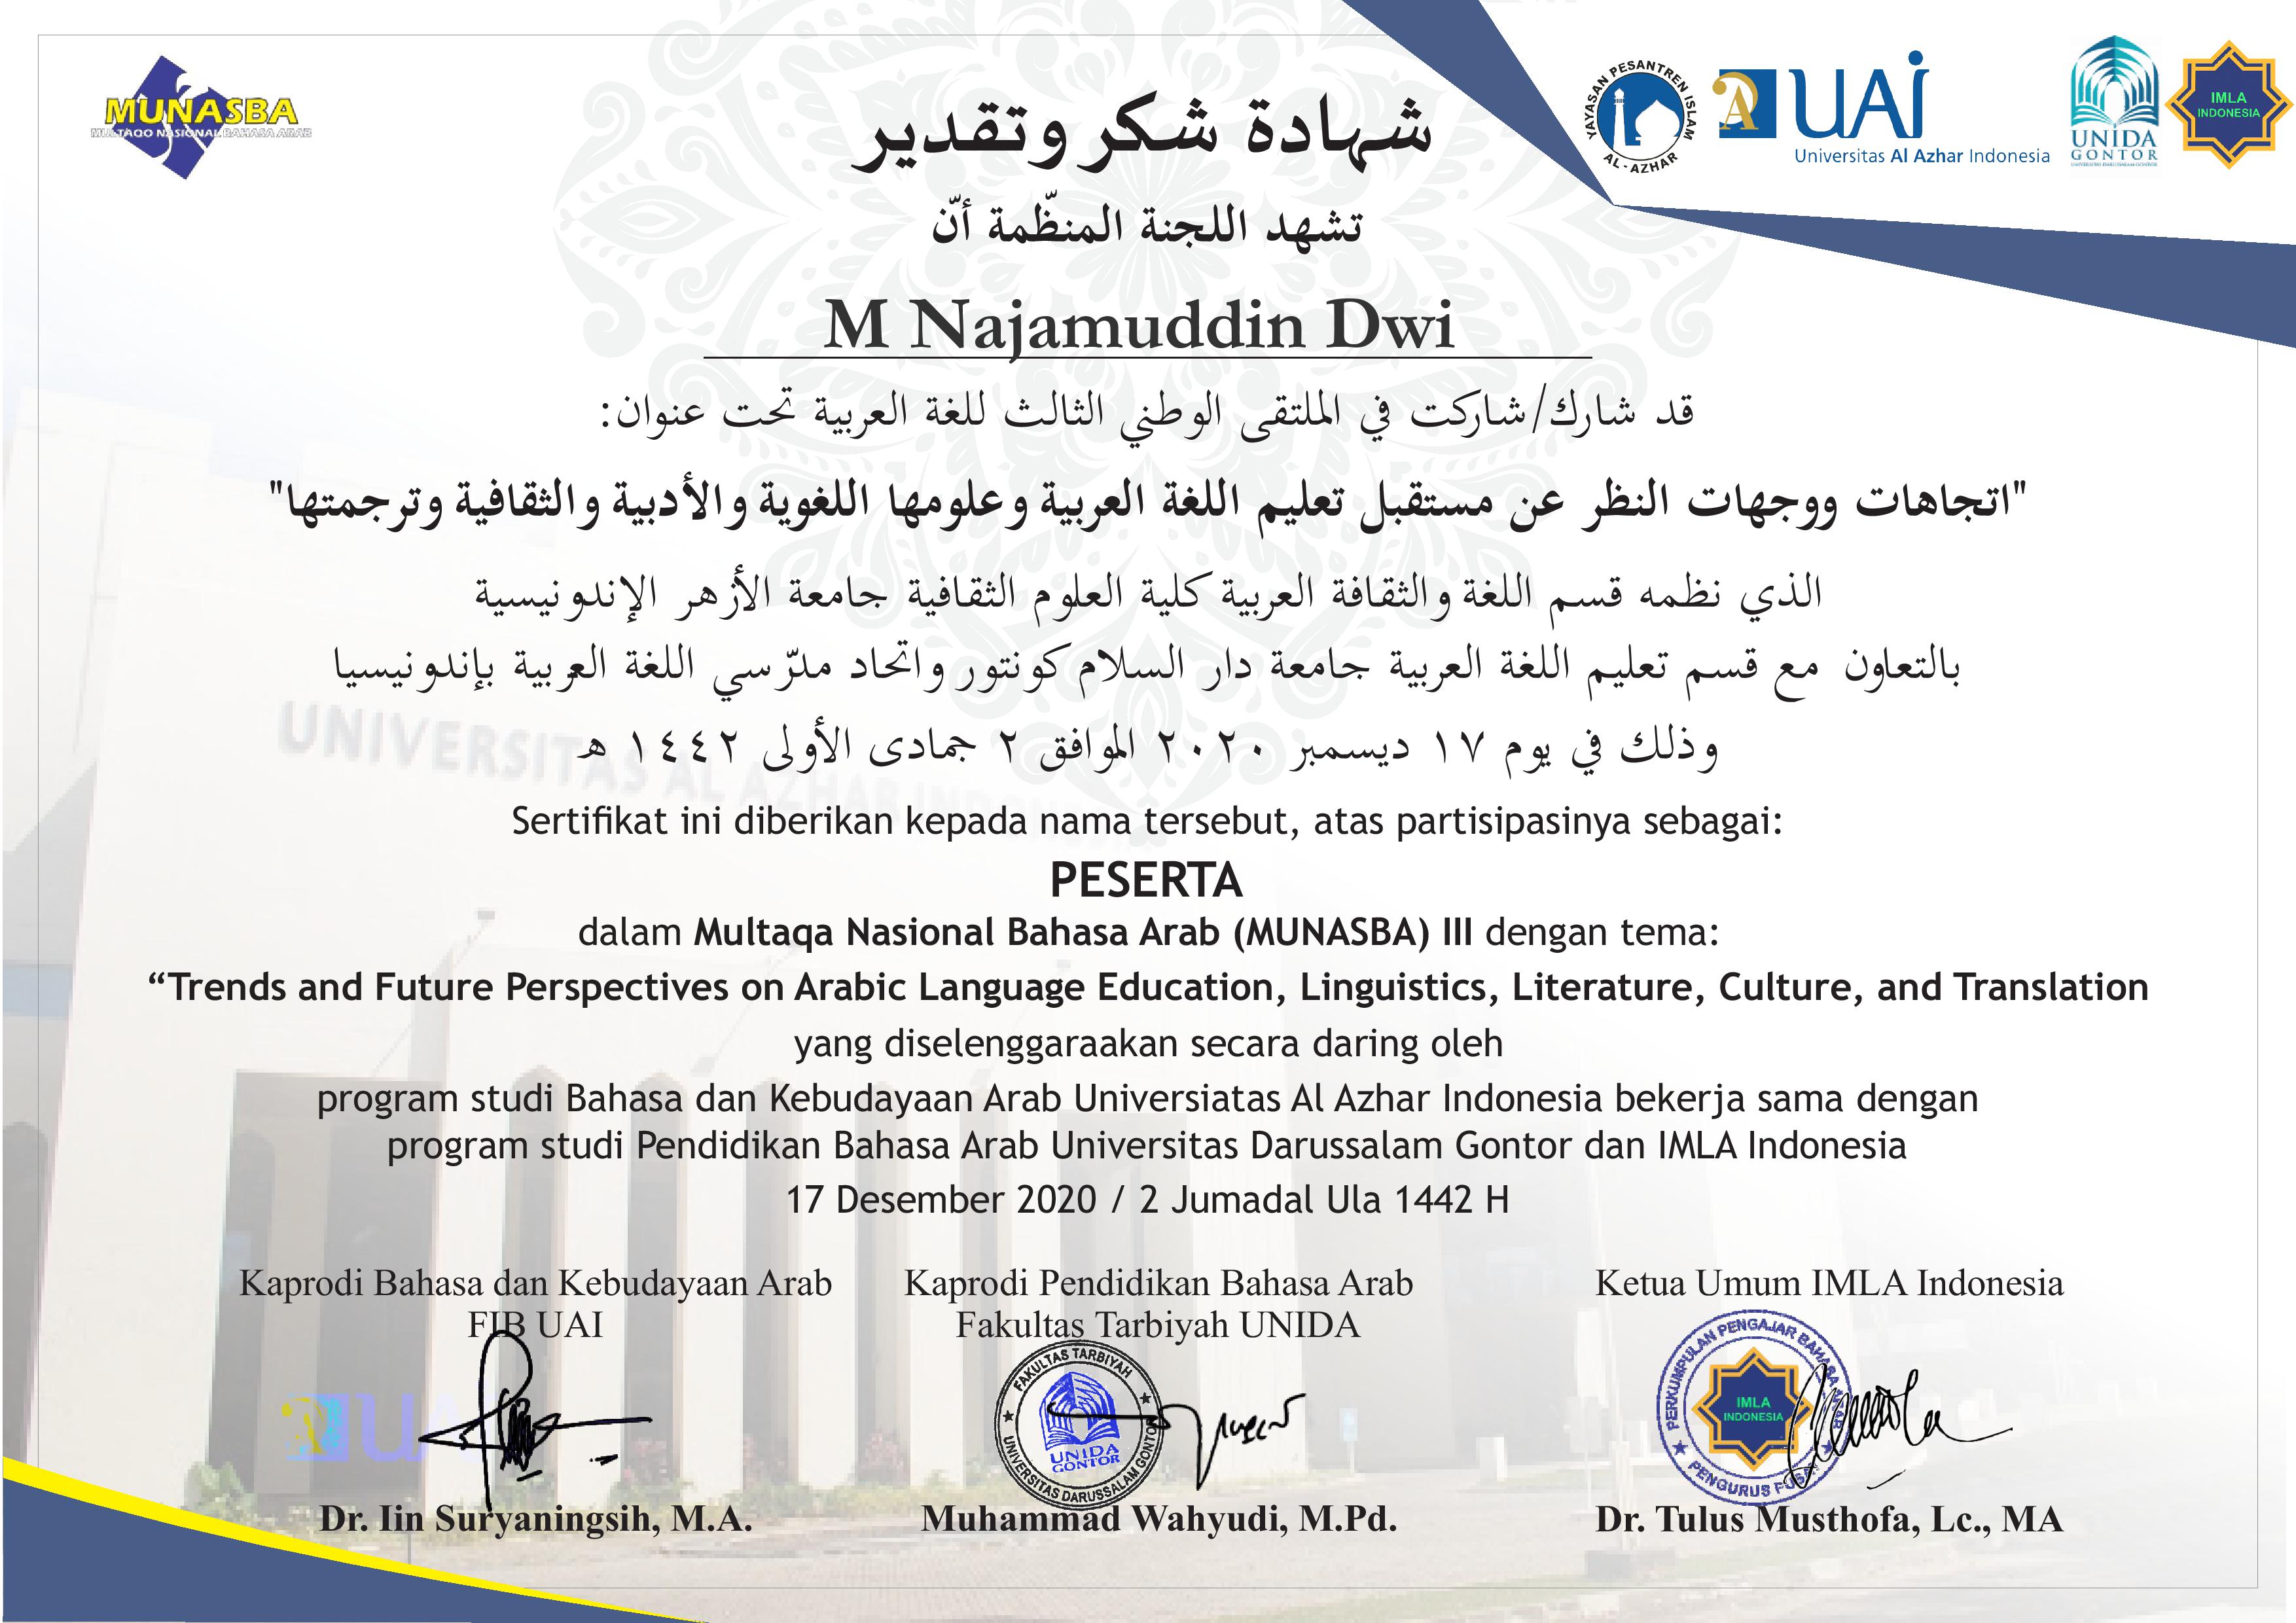 MUNASBA
MULTAQO NASIONAL BAHASA ARAB
YAYASAN PESANTREN ISLAM
AL-AZHAR
UAI
Universitas Al Azhar Indonesia
UNIDA
GONTOR
UNIVERSITAS DARUSSALAM GONTOR
IMLA
INDONESIA
شهادة شكر وتقدير
تشهد اللجنة المنظّمة أنّ
M Najamuddin Dwi
قد شارك/شاركت في الملتقى الوطني الثالث للغة العربية تحت عنوان:
"اتجاهات ووجهات النظر عن مستقبل تعليم اللغة العربية وعلومها اللغوية والأدبية والثقافية وترجمتها"
الذي نظمه قسم اللغة والثقافة العربية كلية العلوم الثقافية جامعة الأزهر الإندونيسية
بالتعاون مع قسم تعليم اللغة العربية جامعة دار السلام كونتور واتحاد مدرّسي اللغة العربية بإندونيسيا
وذلك في يوم ١٧ ديسمبر ٢٠٢٠ الموافق ٢ جمادى الأولى ١٤٤٢ هـ
UNIVERSITAS AL AZHAR INDONESIA
Sertifikat ini diberikan kepada nama tersebut, atas partisipasinya sebagai:
PESERTA
dalam Multaqa Nasional Bahasa Arab (MUNASBA) III dengan tema:
“Trends and Future Perspectives on Arabic Language Education, Linguistics, Literature, Culture, and Translation
yang diselenggaraakan secara daring oleh
program studi Bahasa dan Kebudayaan Arab Universiatas Al Azhar Indonesia bekerja sama dengan
program studi Pendidikan Bahasa Arab Universitas Darussalam Gontor dan IMLA Indonesia
17 Desember 2020 / 2 Jumadal Ula 1442 H
Kaprodi Bahasa dan Kebudayaan Arab
FIB UAI
UA
Dr. Iin Suryaningsih, M.A.
Kaprodi Pendidikan Bahasa Arab
Fakultas Tarbiyah UNIDA
FAKULTAS TARBIYAH
UNIDA
GONTOR
UNIVERSITAS DARUSSALAM GONTOR
Muhammad Wahyudi, M.Pd.
Ketua Umum IMLA Indonesia
PERKUMPULAN PENGAJAR BAHASA ARAB
IMLA
INDONESIA
PENGURUS PUSAT
Dr. Tulus Musthofa, Lc., MA